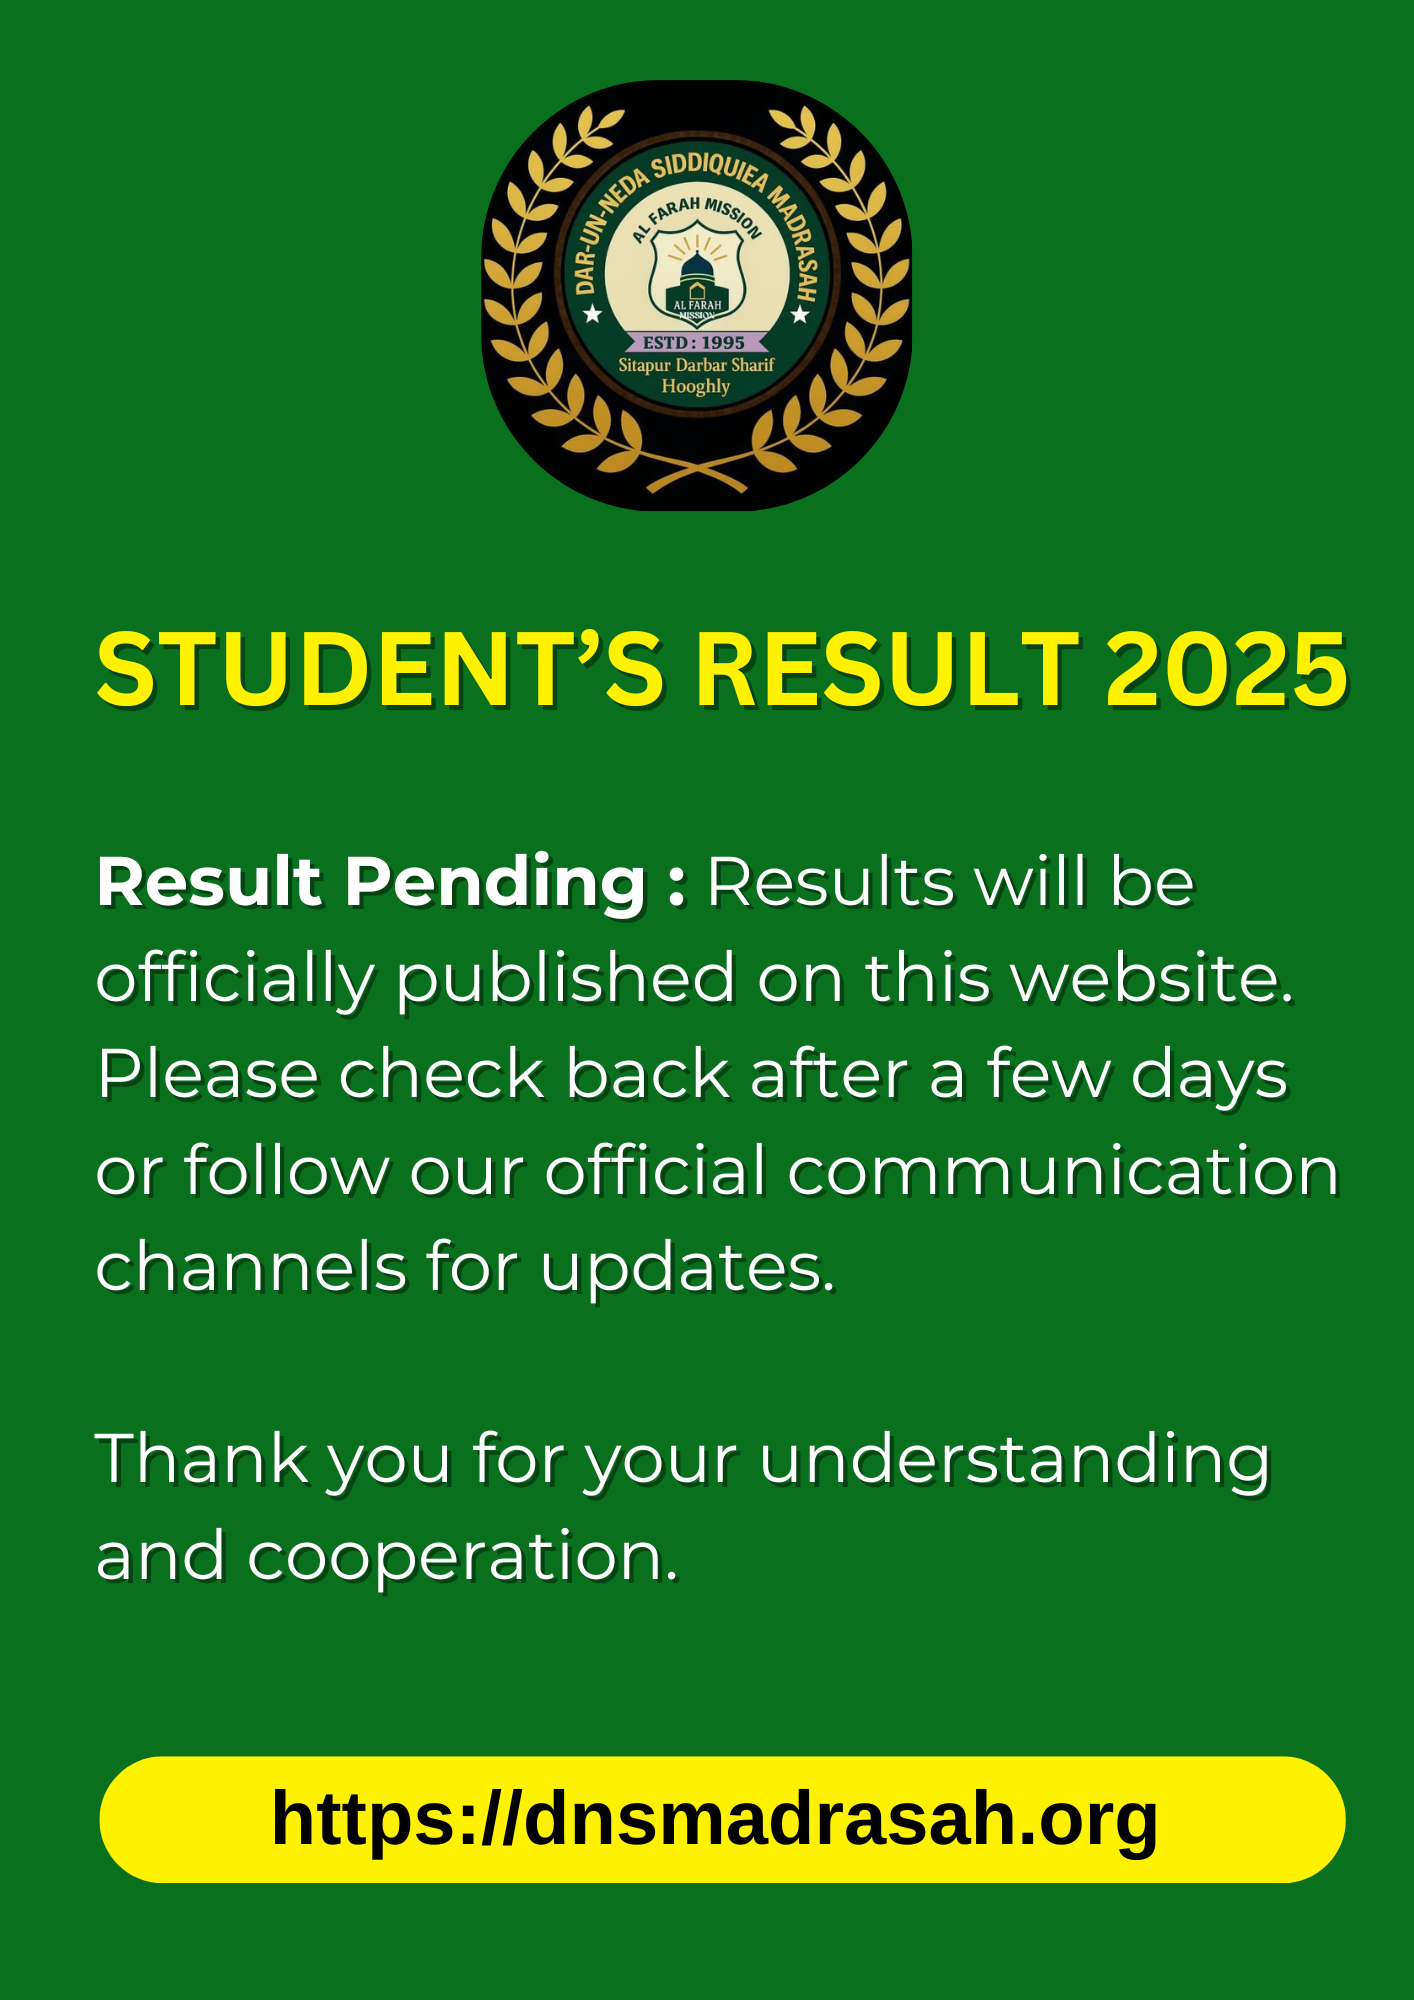 DAR-UN-NEDA SIDDIQUIEA MADRASAH
AL FARAH MISSION
AL FARAH
MISSION
ESTD : 1995
Sitapur Darbar Sharif
Hooghly
STUDENT’S RESULT 2025
Result Pending : Results will be
officially published on this website.
Please check back after a few days
or follow our official communication
channels for updates.
Thank you for your understanding
and cooperation.
https://dnsmadrasah.org